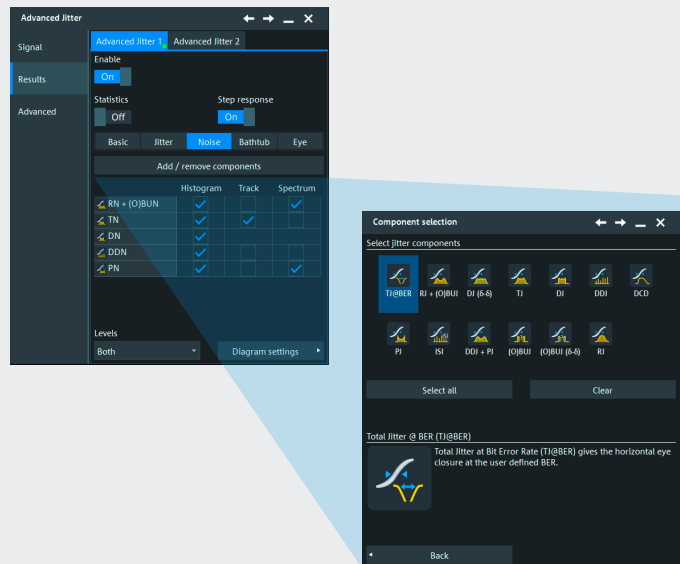 Advanced Jitter
Signal
Results
Advanced
Advanced Jitter 1 Advanced Jitter 2
Enable
On
Statistics Step response
Off On
Basic Jitter Noise Bathtub Eye
Add / remove components
Histogram Track Spectrum
RN + (O)BUN
TN
DN
DDN
PN
Levels
Both Diagram settings
Component selection
Select jitter components
TJ@BER RJ + (O)BUJ DJ (δ-δ) TJ DJ DDJ DCD
PJ ISI DDJ + PJ (O)BUJ (O)BUJ (δ-δ) RJ
Select all Clear
Total Jitter @ BER (TJ@BER)
Total Jitter at Bit Error Rate (TJ@BER) gives the horizontal eye
closure at the user defined BER.
Back